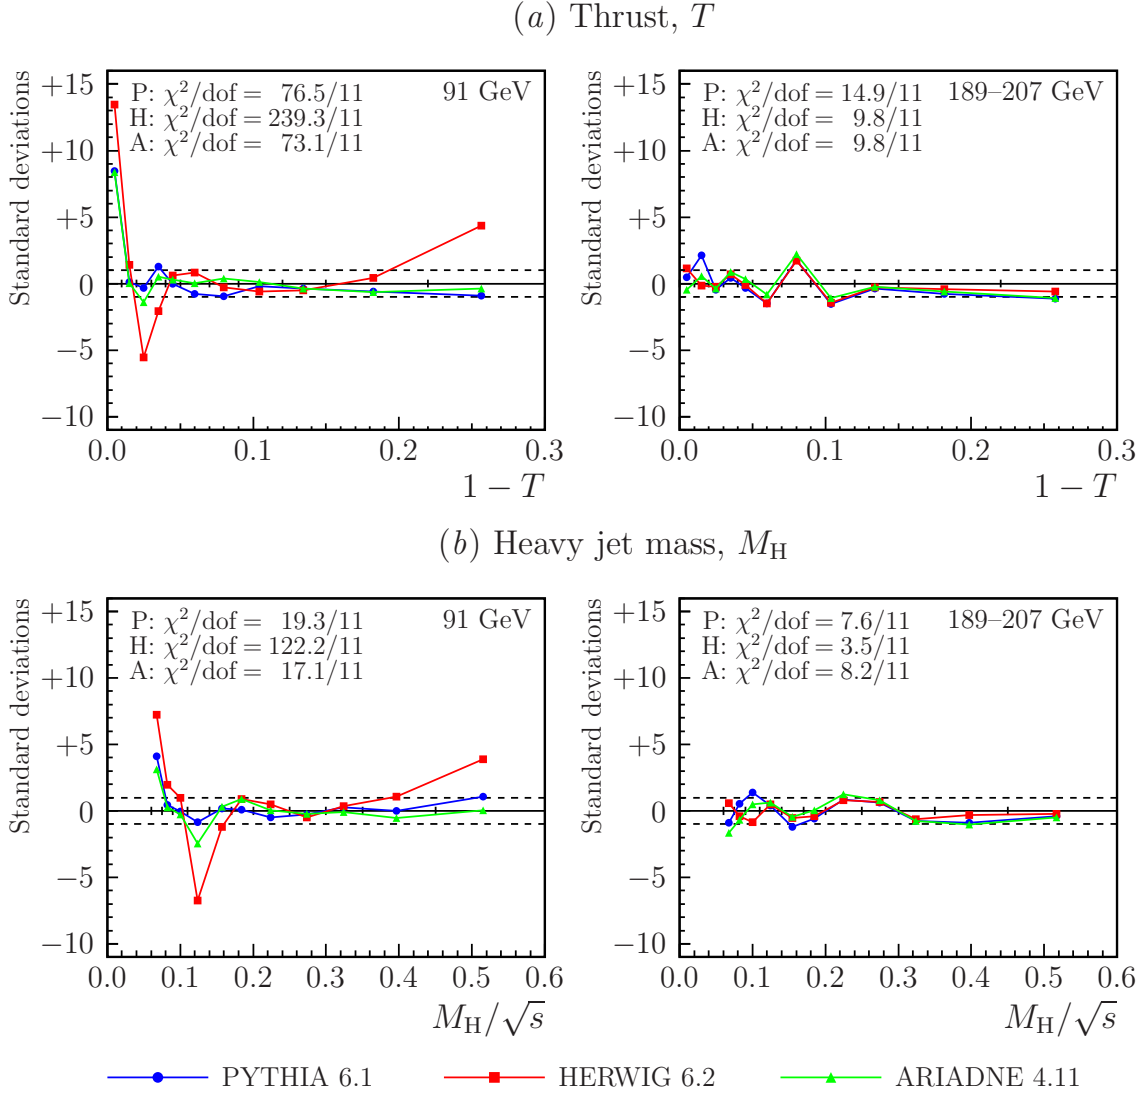 (a) Thrust, T
Standard deviations
+15
+10
+5
0
−5
−10
P: χ²/dof = 76.5/11
H: χ²/dof = 239.3/11
A: χ²/dof = 73.1/11
91 GeV
0.0 0.1 0.2 0.3
1 − T
Standard deviations
+15
+10
+5
0
−5
−10
P: χ²/dof = 14.9/11
H: χ²/dof = 9.8/11
A: χ²/dof = 9.8/11
189–207 GeV
0.0 0.1 0.2 0.3
1 − T
(b) Heavy jet mass, M_H
Standard deviations
+15
+10
+5
0
−5
−10
P: χ²/dof = 19.3/11
H: χ²/dof = 122.2/11
A: χ²/dof = 17.1/11
91 GeV
0.0 0.1 0.2 0.3 0.4 0.5 0.6
M_H/√s
Standard deviations
+15
+10
+5
0
−5
−10
P: χ²/dof = 7.6/11
H: χ²/dof = 3.5/11
A: χ²/dof = 8.2/11
189–207 GeV
0.0 0.1 0.2 0.3 0.4 0.5 0.6
M_H/√s
PYTHIA 6.1 HERWIG 6.2 ARIADNE 4.11